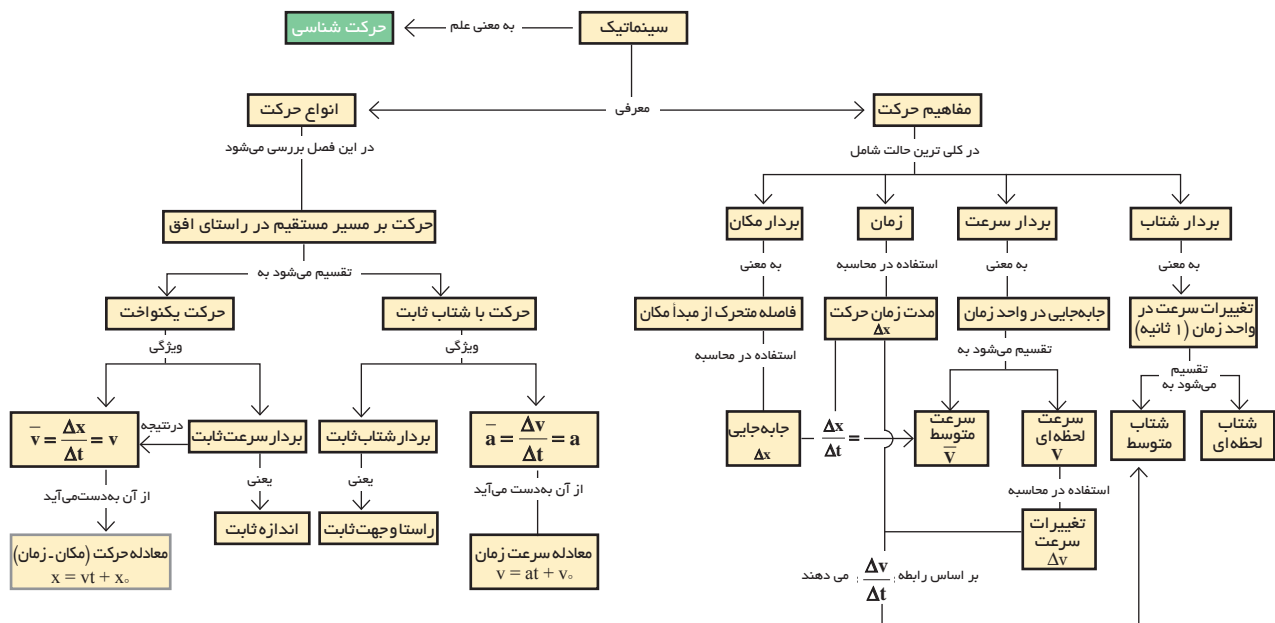 سینماتیک
به معنی علم
حرکت شناسی
معرفی
مفاهیم حرکت
انواع حرکت
در کلی ترین حالت شامل
در این فصل بررسی می‌شود
بردار شتاب
بردار سرعت
زمان
بردار مکان
حرکت بر مسیر مستقیم در راستای افق
به معنی
به معنی
استفاده در محاسبه
به معنی
تقسیم می‌شود به
تغییرات سرعت در
واحد زمان (۱ ثانیه)
جابه‌جایی در واحد زمان
مدت زمان حرکت
Δx
فاصله متحرک از مبدأ مکان
حرکت با شتاب ثابت
حرکت یکنواخت
تقسیم
می‌شود به
تقسیم می‌شود به
استفاده در محاسبه
ویژگی
ویژگی
شتاب
لحظه‌ای
شتاب
متوسط
سرعت
لحظه‌ای
v
سرعت
متوسط
v̄
Δx/Δt =
جابه‌جایی
Δx
ā = Δv/Δt = a
بردار شتاب ثابت
بردار سرعت ثابت
درنتیجه
v̄ = Δx/Δt = v
استفاده در محاسبه
از آن به‌دست می‌آید
یعنی
یعنی
از آن به‌دست‌می‌آید
تغییرات
سرعت
Δv
معادله سرعت زمان
v = at + v₀
راستا و جهت ثابت
اندازه ثابت
معادله حرکت (مکان ـ زمان)
x = vt + x₀
بر اساس رابطه Δv/Δt می دهند